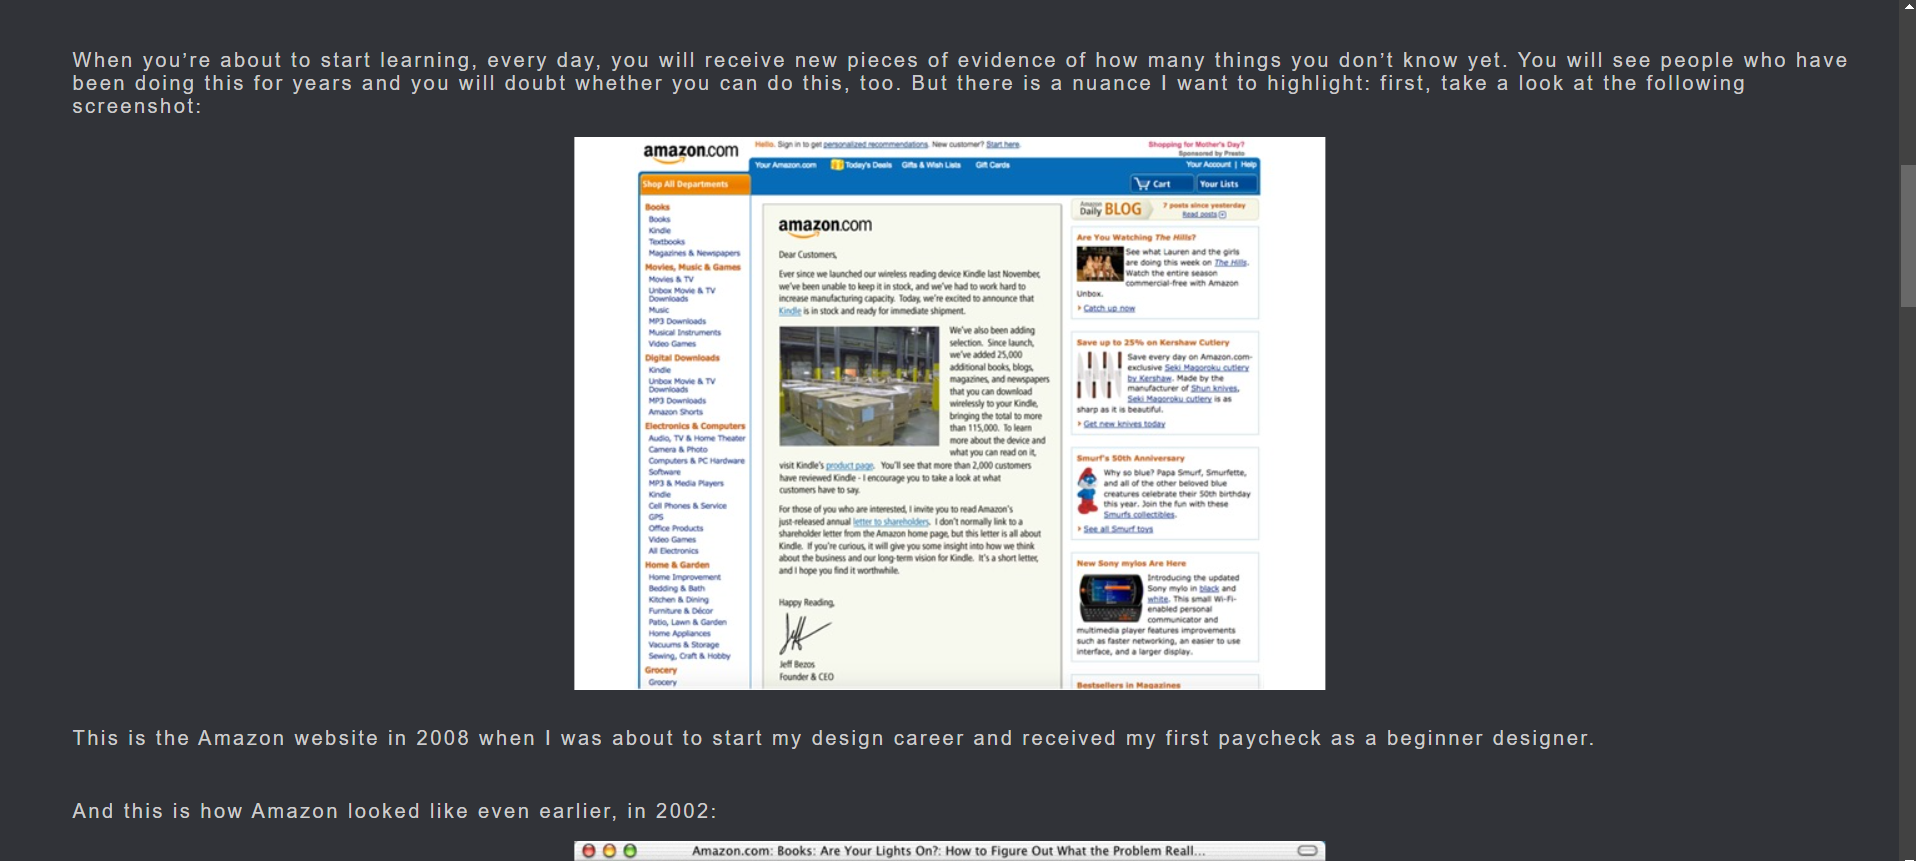 When you’re about to start learning, every day, you will receive new pieces of evidence of how many things you don’t know yet. You will see people who have
been doing this for years and you will doubt whether you can do this, too. But there is a nuance I want to highlight: first, take a look at the following
screenshot:
amazon.com
Hello. Sign in to get personalized recommendations. New customer? Start here.
Shopping for Mother's Day?
Sponsored by Presto
Your Amazon.com
Today's Deals
Gifts & Wish Lists
Gift Cards
Your Account | Help
Shop All Departments
Cart
Your Lists
Books
Books
Kindle
Textbooks
Magazines & Newspapers
Movies, Music & Games
Movies & TV
Unbox Movie & TV
Downloads
Music
MP3 Downloads
Musical Instruments
Video Games
Digital Downloads
Kindle
Unbox Movie & TV
Downloads
MP3 Downloads
Amazon Shorts
Electronics & Computers
Audio, TV & Home Theater
Camera & Photo
Computers & PC Hardware
Software
MP3 & Media Players
Kindle
Cell Phones & Service
GPS
Office Products
Video Games
All Electronics
Home & Garden
Home Improvement
Bedding & Bath
Kitchen & Dining
Furniture & Décor
Patio, Lawn & Garden
Home Appliances
Vacuums & Storage
Sewing, Craft & Hobby
Grocery
Grocery
amazon.com
Dear Customers,
Ever since we launched our wireless reading device Kindle last November,
we've been unable to keep it in stock, and we've had to work hard to
increase manufacturing capacity. Today, we're excited to announce that
Kindle is in stock and ready for immediate shipment.
We've also been adding
selection. Since launch,
we've added 25,000
additional books, blogs,
magazines, and newspapers
that you can download
wirelessly to your Kindle,
bringing the total to more
than 115,000. To learn
more about the device and
what you can read on it,
visit Kindle's product page. You'll see that more than 2,000 customers
have reviewed Kindle - I encourage you to take a look at what
customers have to say.
For those of you who are interested, I invite you to read Amazon's
just-released annual letter to shareholders. I don't normally link to a
shareholder letter from the Amazon home page, but this letter is all about
Kindle. If you're curious, it will give you some insight into how we think
about the business and our long-term vision for Kindle. It's a short letter,
and I hope you find it worthwhile.
Happy Reading,
Jeff
Jeff Bezos
Founder & CEO
Amazon
Daily BLOG
7 posts since yesterday
Read posts
Are You Watching The Hills?
See what Lauren and the girls
are doing this week on The Hills.
Watch the entire season
commercial-free with Amazon
Unbox.
Catch up now
Save up to 25% on Kershaw Cutlery
Save every day on Amazon.com-
exclusive Seki Magoroku cutlery
by Kershaw. Made by the
manufacturer of Shun knives,
Seki Magoroku cutlery is as
sharp as it is beautiful.
Get new knives today
Smurf's 50th Anniversary
Why so blue? Papa Smurf, Smurfette,
and all of the other beloved blue
creatures celebrate their 50th birthday
this year. Join the fun with these
Smurfs collectibles.
See all Smurf toys
New Sony mylos Are Here
Introducing the updated
Sony mylo in black and
white. This small Wi-Fi-
enabled personal
communicator and
multimedia player features improvements
such as faster networking, an easier to use
interface, and a larger display.
Bestsellers in Magazines
This is the Amazon website in 2008 when I was about to start my design career and received my first paycheck as a beginner designer.
And this is how Amazon looked like even earlier, in 2002:
Amazon.com: Books: Are Your Lights On?: How to Figure Out What the Problem Reall...